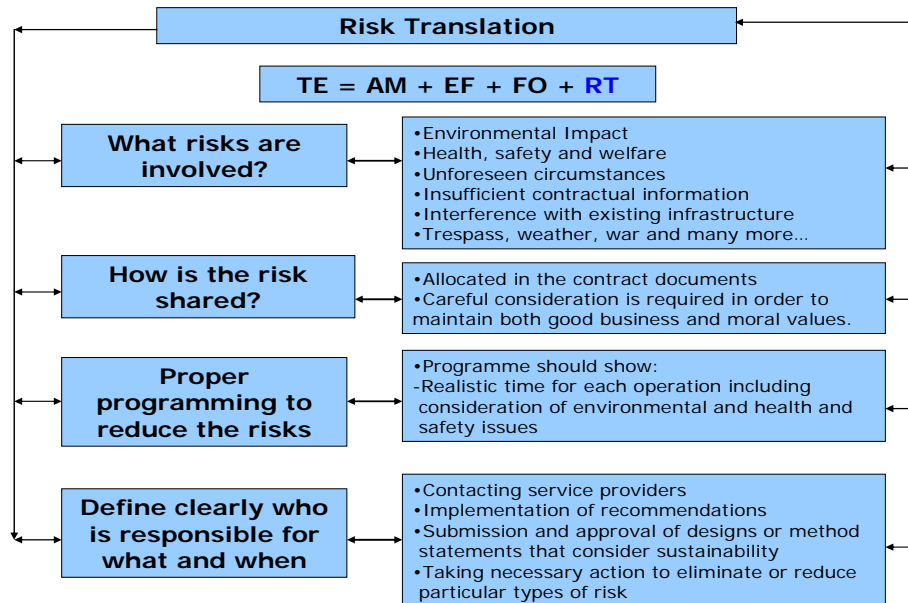 Risk Translation
TE = AM + EF + FO + RT
What risks are
involved?
•Environmental Impact
•Health, safety and welfare
•Unforeseen circumstances
•Insufficient contractual information
•Interference with existing infrastructure
•Trespass, weather, war and many more…
How is the risk
shared?
•Allocated in the contract documents
•Careful consideration is required in order to
maintain both good business and moral values.
Proper
programming to
reduce the risks
•Programme should show:
-Realistic time for each operation including
consideration of environmental and health and
safety issues
Define clearly who
is responsible for
what and when
•Contacting service providers
•Implementation of recommendations
•Submission and approval of designs or method
statements that consider sustainability
•Taking necessary action to eliminate or reduce
particular types of risk